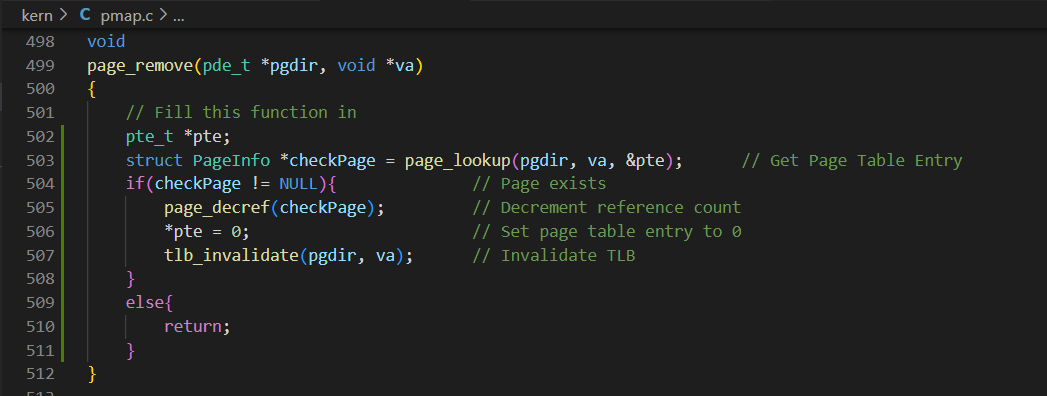 kern > C pmap.c > ...
498 void
499 page_remove(pde_t *pgdir, void *va)
500 {
501     // Fill this function in
502     pte_t *pte;
503     struct PageInfo *checkPage = page_lookup(pgdir, va, &pte);      // Get Page Table Entry
504     if(checkPage != NULL){              // Page exists
505         page_decref(checkPage);         // Decrement reference count
506         *pte = 0;                       // Set page table entry to 0
507         tlb_invalidate(pgdir, va);      // Invalidate TLB
508     }
509     else{
510         return;
511     }
512 }